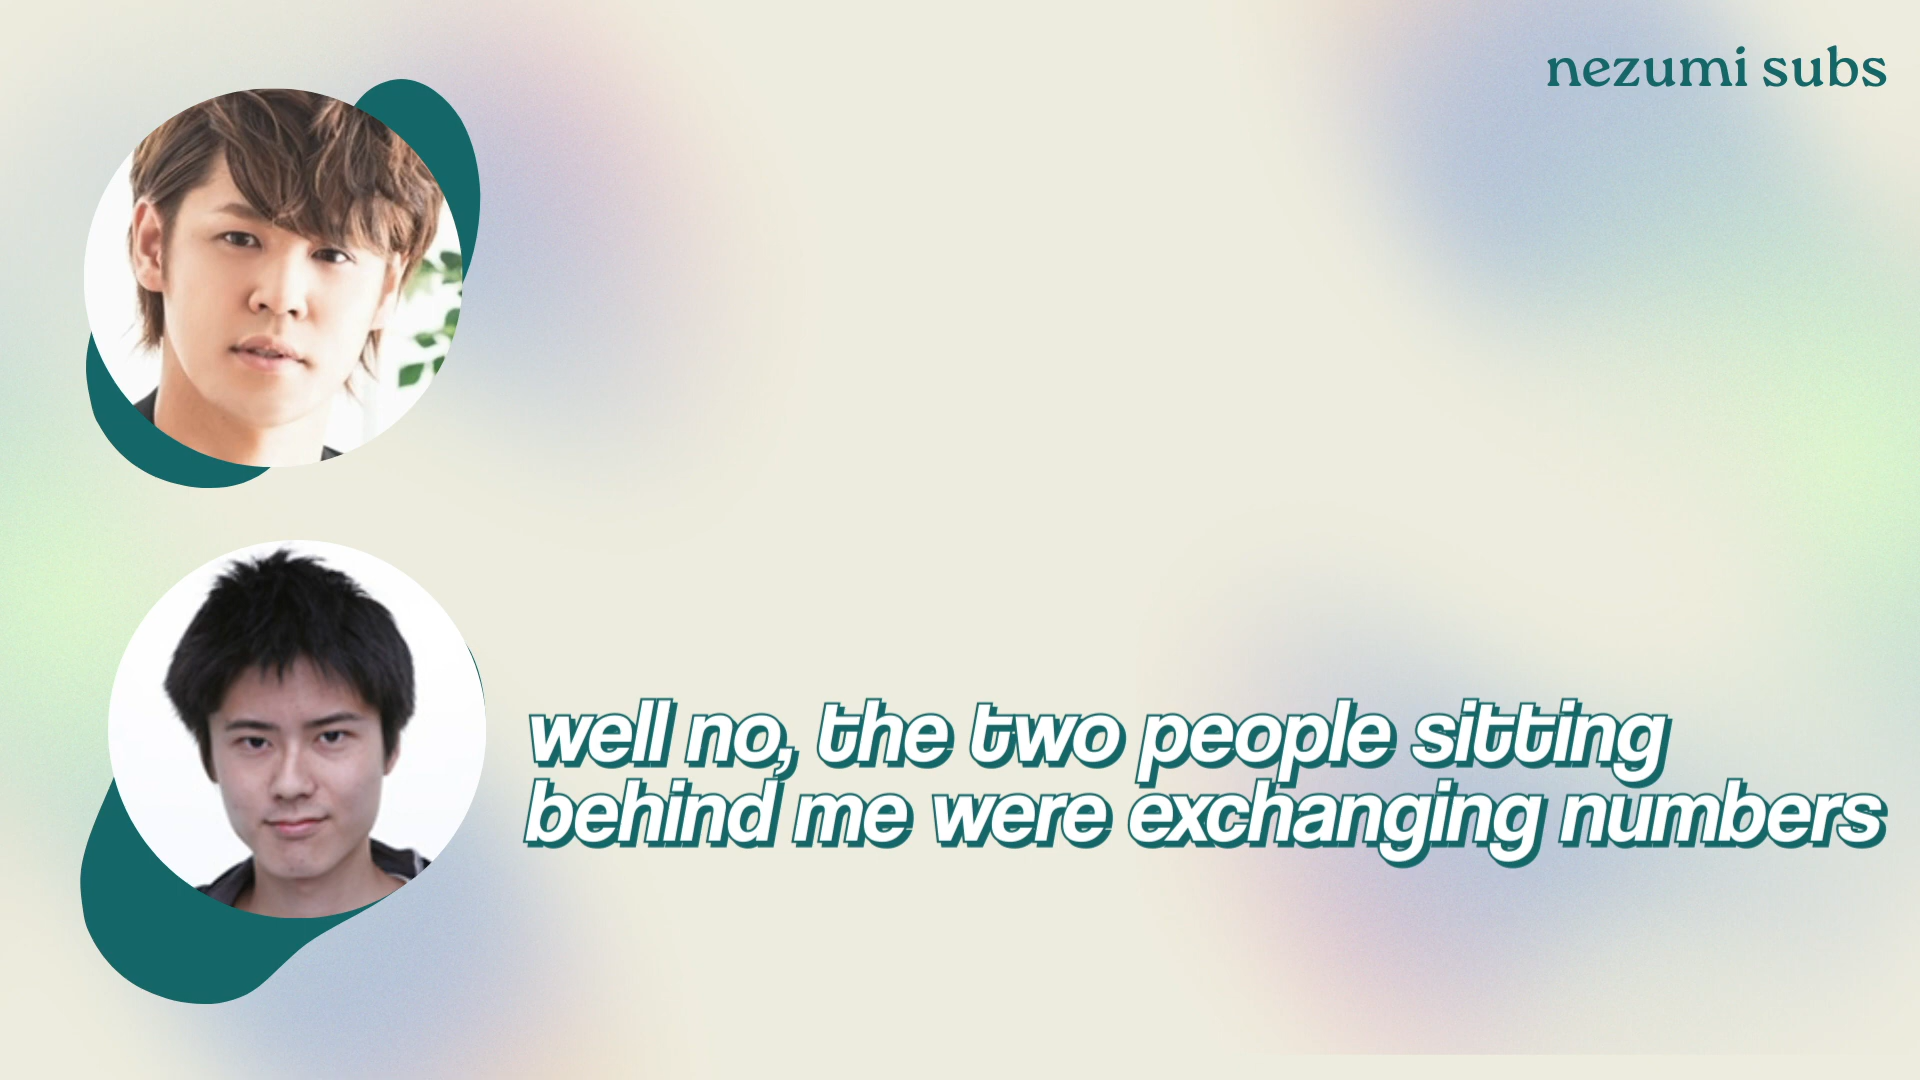 nezumi subs
well no, the two people sitting
behind me were exchanging numbers